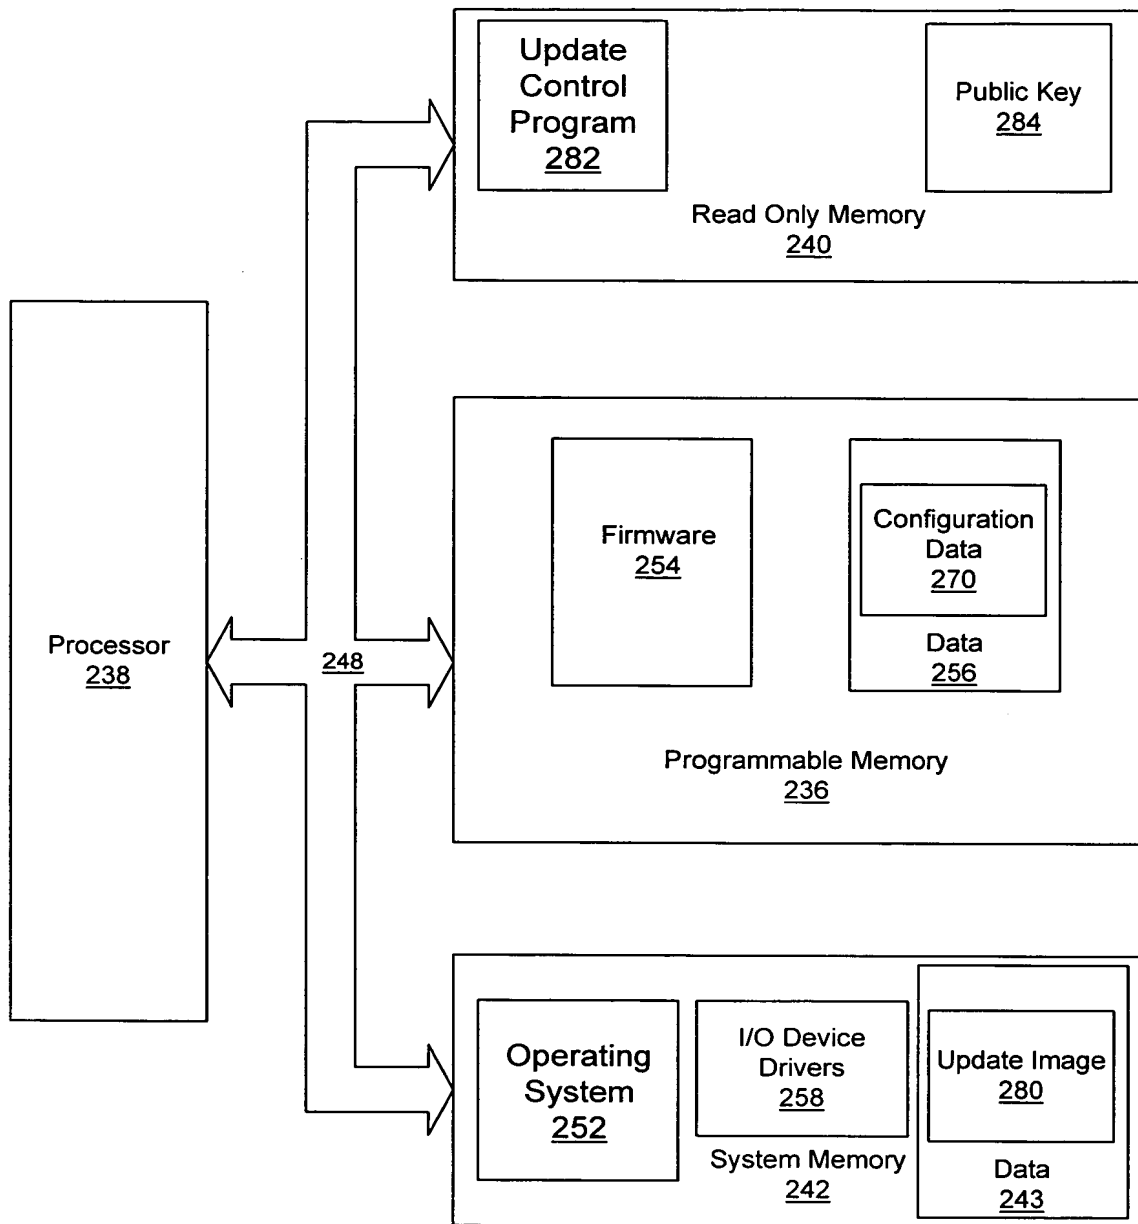 Update
Control
Program
282
Public Key
284
Read Only Memory
240
Processor
238
248
Firmware
254
Configuration
Data
270
Data
256
Programmable Memory
236
Operating
System
252
I/O Device
Drivers
258
System Memory
242
Update Image
280
Data
243